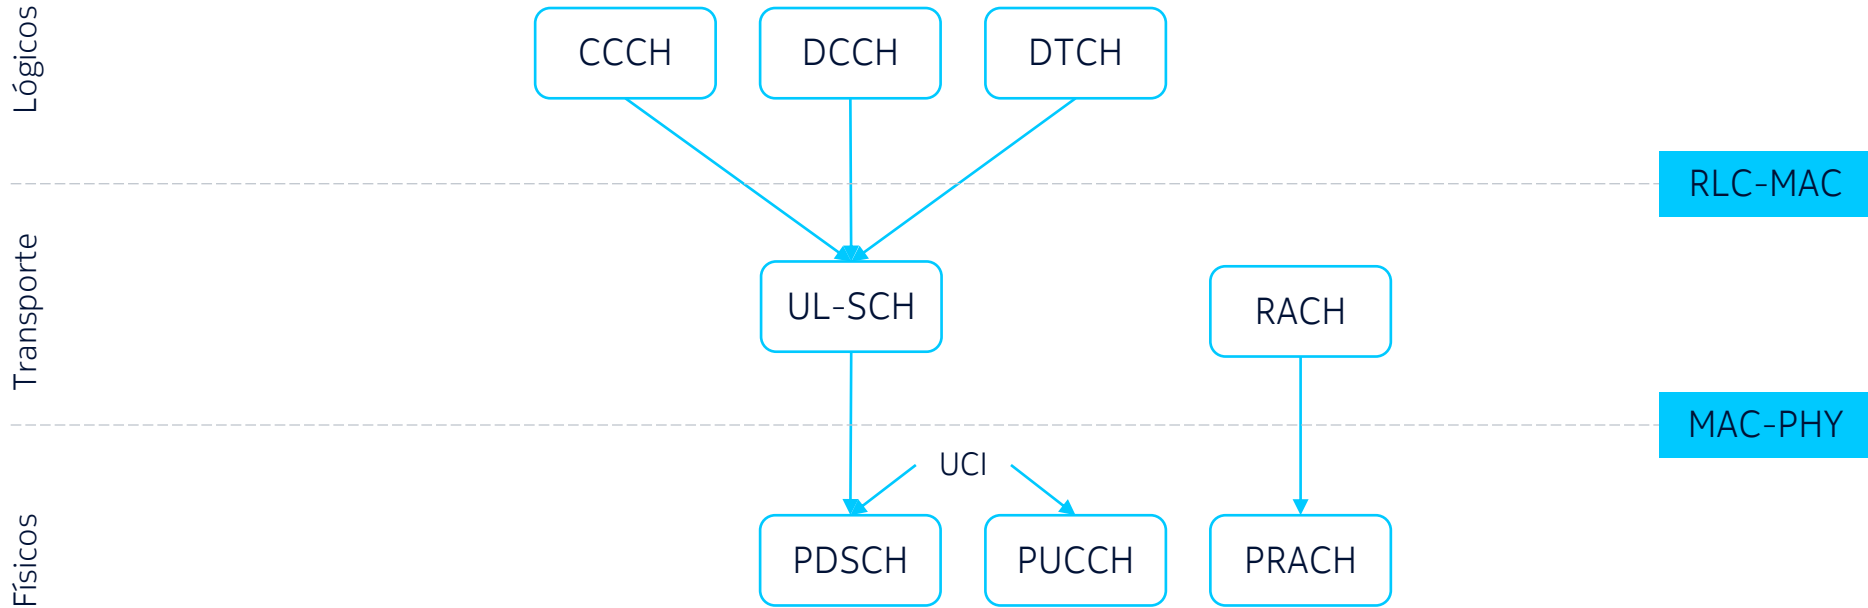 Lógicos
CCCH
DCCH
DTCH
RLC-MAC
Transporte
UL-SCH
RACH
MAC-PHY
UCI
Físicos
PDSCH
PUCCH
PRACH